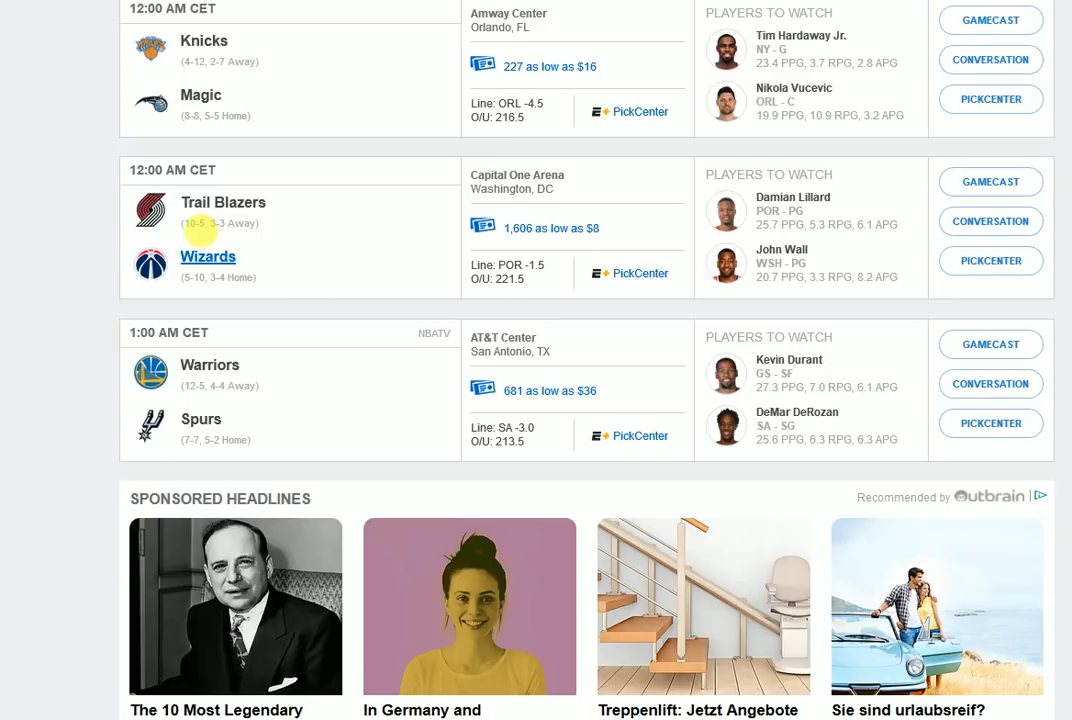 12:00 AM CET
Knicks
(4-12, 2-7 Away)
Magic
(8-8, 5-5 Home)
Amway Center
Orlando, FL
227 as low as $16
Line: ORL -4.5
O/U: 216.5
E+ PickCenter
PLAYERS TO WATCH
Tim Hardaway Jr.
NY - G
23.4 PPG, 3.7 RPG, 2.8 APG
Nikola Vucevic
ORL - C
19.9 PPG, 10.9 RPG, 3.2 APG
GAMECAST
CONVERSATION
PICKCENTER
12:00 AM CET
Trail Blazers
(10-5, 3-3 Away)
Wizards
(5-10, 3-4 Home)
Capital One Arena
Washington, DC
1,606 as low as $8
Line: POR -1.5
O/U: 221.5
E+ PickCenter
PLAYERS TO WATCH
Damian Lillard
POR - PG
25.7 PPG, 5.3 RPG, 6.1 APG
John Wall
WSH - PG
20.7 PPG, 3.3 RPG, 8.2 APG
GAMECAST
CONVERSATION
PICKCENTER
1:00 AM CET NBATV
Warriors
(12-5, 4-4 Away)
Spurs
(7-7, 5-2 Home)
AT&T Center
San Antonio, TX
681 as low as $36
Line: SA -3.0
O/U: 213.5
E+ PickCenter
PLAYERS TO WATCH
Kevin Durant
GS - SF
27.3 PPG, 7.0 RPG, 6.1 APG
DeMar DeRozan
SA - SG
25.6 PPG, 6.3 RPG, 6.3 APG
GAMECAST
CONVERSATION
PICKCENTER
SPONSORED HEADLINES
Recommended by Outbrain
The 10 Most Legendary
In Germany and
Treppenlift: Jetzt Angebote
Sie sind urlaubsreif?